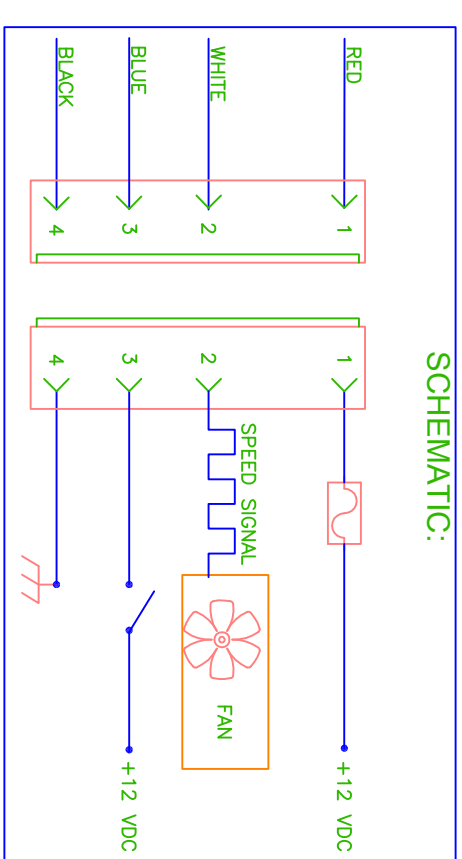 SCHEMATIC:
RED 1 1 +12 VDC
WHITE 2 2 SPEED SIGNAL FAN
BLUE 3 3 +12 VDC
BLACK 4 4